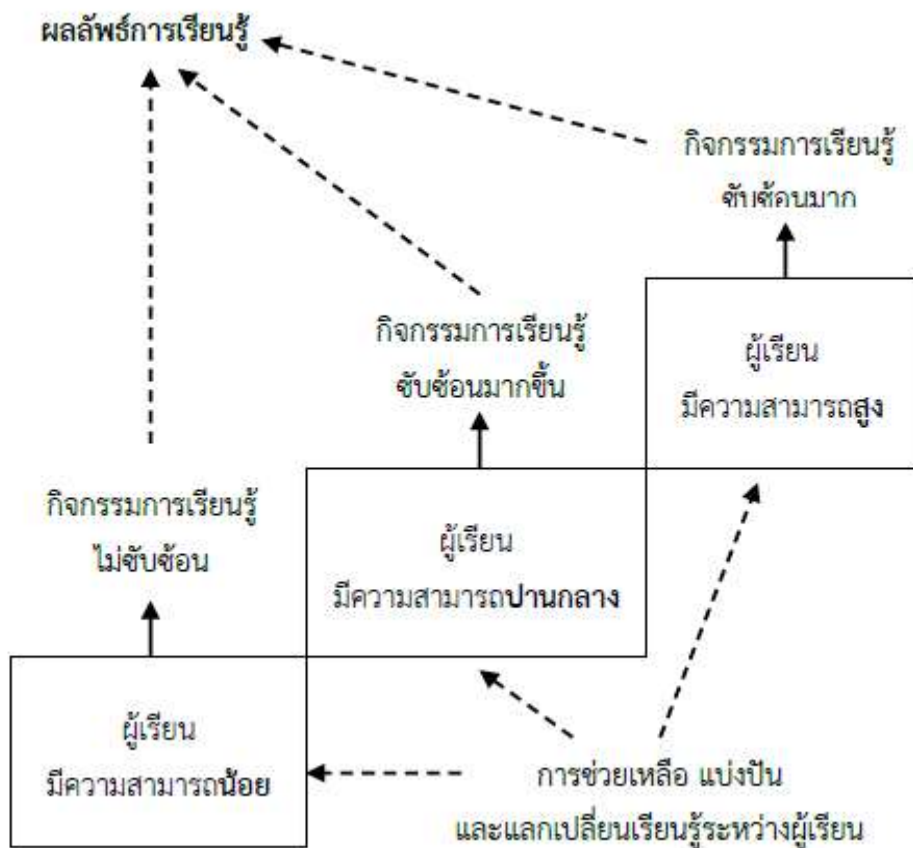 ผลลัพธ์การเรียนรู้
กิจกรรมการเรียนรู้
ซับซ้อนมาก
กิจกรรมการเรียนรู้
ซับซ้อนมากขึ้น
ผู้เรียน
มีความสามารถสูง
กิจกรรมการเรียนรู้
ไม่ซับซ้อน
ผู้เรียน
มีความสามารถปานกลาง
ผู้เรียน
มีความสามารถน้อย
การช่วยเหลือ แบ่งปัน
และแลกเปลี่ยนเรียนรู้ระหว่างผู้เรียน